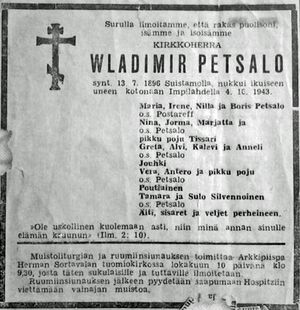 Surulla ilmoitamme, että rakas puolisoni,
isämme ja isoisämme
KIRKKOHERRA
WLADIMIR PETSALO
synt. 13. 7. 1896 Suistamolla, nukkui ikuiseen
uneen kotonaan Impilahdella 4. 10. 1943.
Maria, Irene, Nilla ja Boris Petsalo
o.s. Postareff
Nina, Jorma, Marjatta ja
o.s. Petsalo
pikku poju Tissari
Greta, Alvi, Kalevi ja Anneli
o.s. Petsalo
Jouhki
Vera, Antero ja pikku poju
o.s. Petsalo
Poutiainen
Tamara ja Sulo Silvennoinen
o.s. Petsalo
Äiti, sisaret ja veljet perheineen.
»Ole uskollinen kuolemaan asti, niin minä annan sinulle
elämän kruunun» (Ilm. 2: 10).
Muistoliturgian ja ruumiinsiunauksen toimittaa Arkkipiispa
Herman Sortavalan tuomiokirkossa lokakuun 10 päivänä klo
9,30, josta täten sukulaisille ja tuttaville ilmoitetaan.
Ruumiinsiunauksen jälkeen pyydetään saapumaan Hospitziin
viettämään vainajan muistoa.